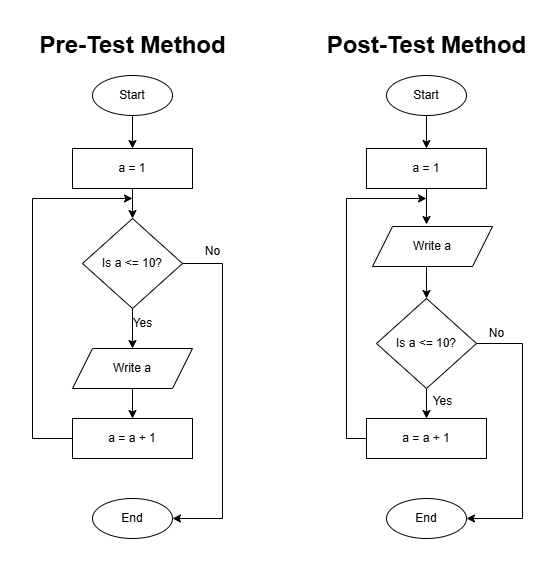 Pre-Test Method
Start
a = 1
Is a <= 10?
No
Yes
Write a
a = a + 1
End
Post-Test Method
Start
a = 1
Write a
Is a <= 10?
No
Yes
a = a + 1
End